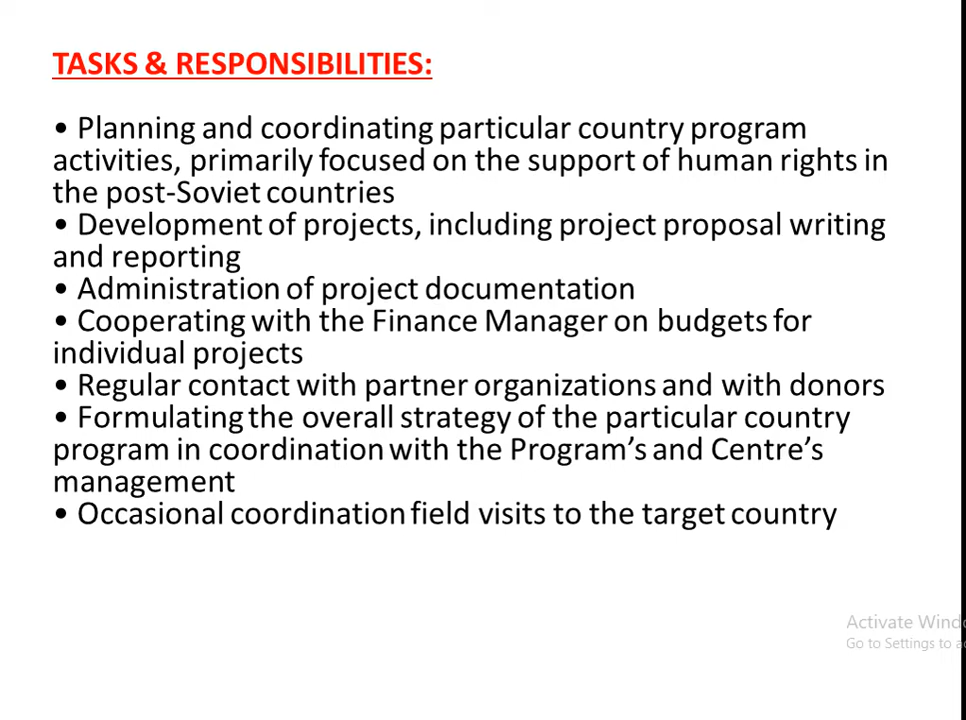 TASKS & RESPONSIBILITIES:
• Planning and coordinating particular country program
activities, primarily focused on the support of human rights in
the post-Soviet countries
• Development of projects, including project proposal writing
and reporting
• Administration of project documentation
• Cooperating with the Finance Manager on budgets for
individual projects
• Regular contact with partner organizations and with donors
• Formulating the overall strategy of the particular country
program in coordination with the Program’s and Centre’s
management
• Occasional coordination field visits to the target country
Activate
Go to Settings to